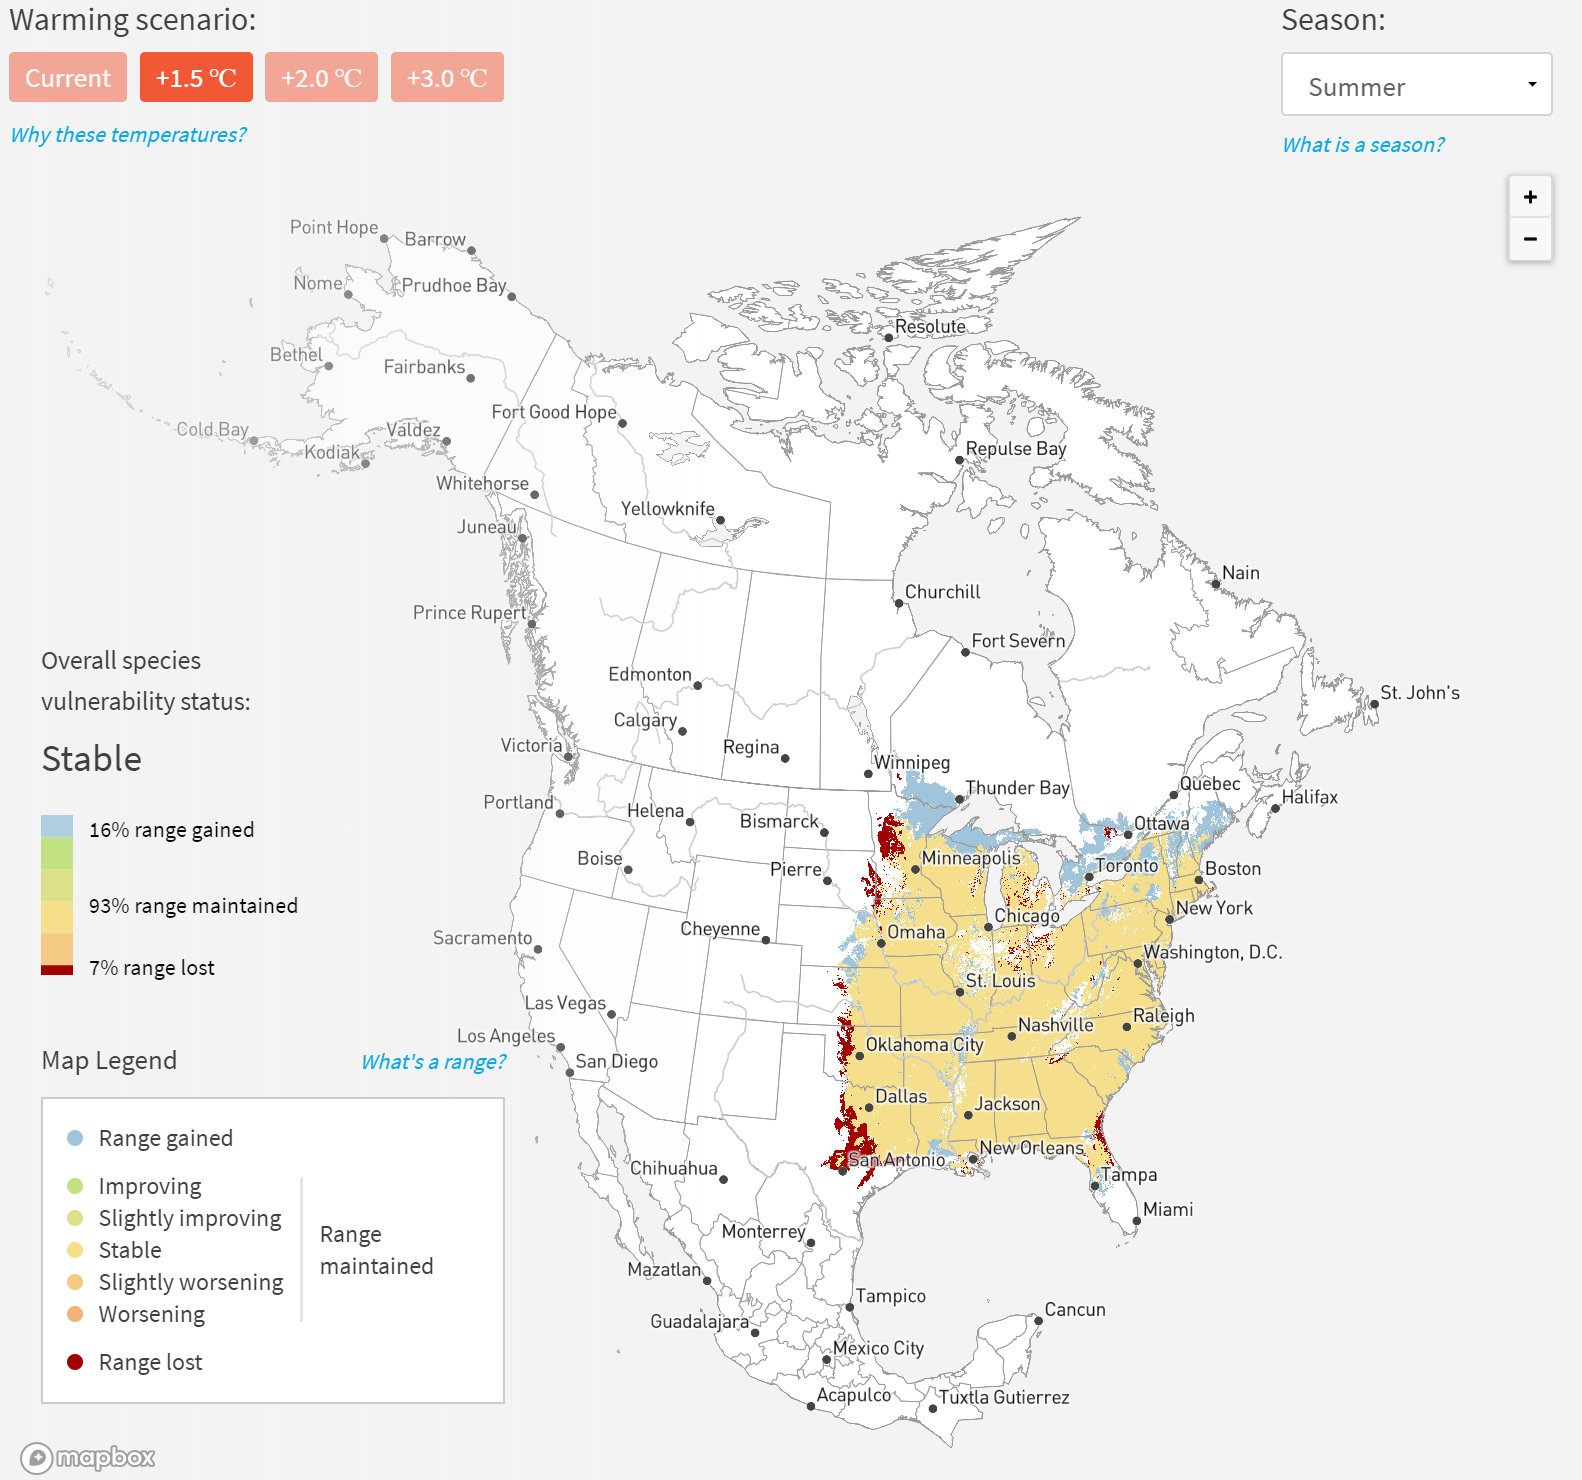 Warming scenario:
Season:
Current
+1.5 °C
+2.0 °C
+3.0 °C
Summer
Why these temperatures?
What is a season?
+
−
Point Hope
Barrow
Nome
Prudhoe Bay
Resolute
Bethel
Fairbanks
Fort Good Hope
Cold Bay
Valdez
Kodiak
Repulse Bay
Whitehorse
Yellowknife
Juneau
Nain
Churchill
Prince Rupert
Fort Severn
Edmonton
St. John's
Calgary
Victoria
Regina
Winnipeg
Thunder Bay
Quebec
Halifax
Portland
Helena
Bismarck
Ottawa
Boise
Pierre
Minneapolis
Toronto
Boston
New York
Chicago
Sacramento
Cheyenne
Omaha
Washington, D.C.
St. Louis
Las Vegas
Nashville
Raleigh
Los Angeles
San Diego
Oklahoma City
Dallas
Jackson
San Antonio
New Orleans
Chihuahua
Tampa
Miami
Monterrey
Mazatlan
Tampico
Cancun
Guadalajara
Mexico City
Acapulco
Tuxtla Gutierrez
Overall species
vulnerability status:
Stable
16% range gained
93% range maintained
7% range lost
Map Legend
What's a range?
Range gained
Improving
Slightly improving
Stable
Slightly worsening
Worsening
Range
maintained
Range lost
mapbox